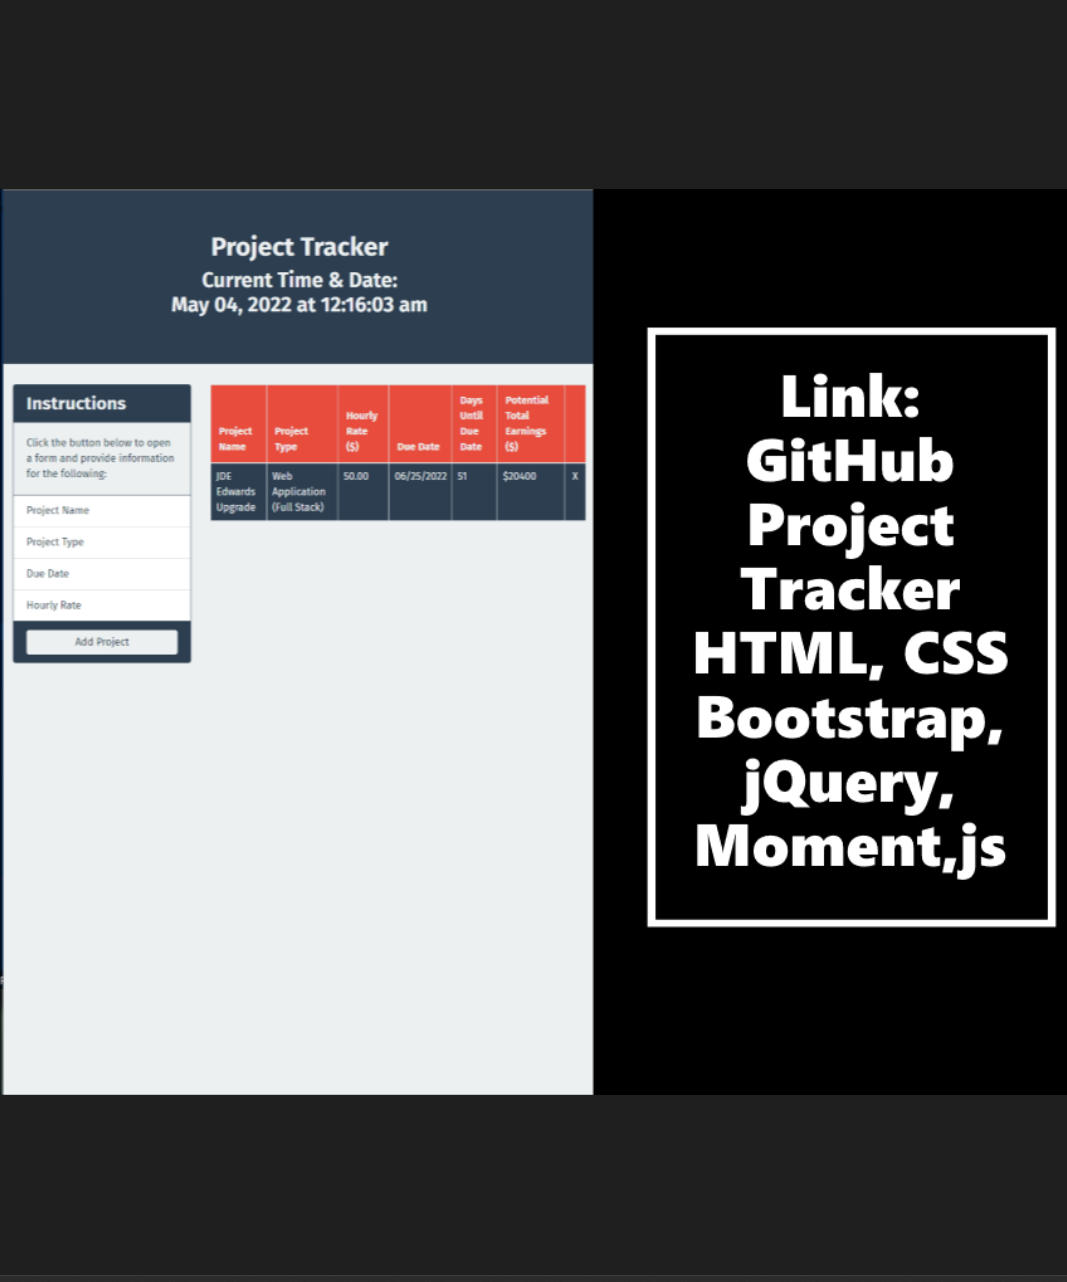 Project Tracker
Current Time & Date:
May 04, 2022 at 12:16:03 am
Instructions
Click the button below to open
a form and provide information
for the following:
Project Name
Project Type
Due Date
Hourly Rate
Add Project
Project
Name
Project
Type
Hourly
Rate
($)
Due Date
Days
Until
Due
Date
Potential
Total
Earnings
($)
JDE
Edwards
Upgrade
Web
Application
(Full Stack)
50.00
06/25/2022
51
$20400
X
Link:
GitHub
Project
Tracker
HTML, CSS
Bootstrap,
jQuery,
Moment,js